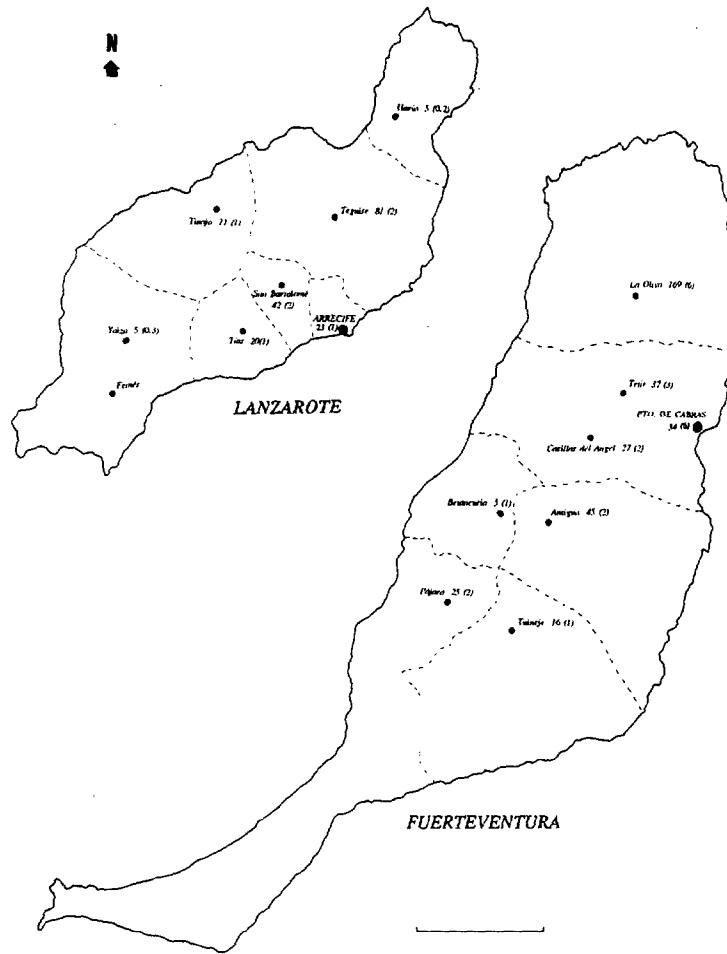 N
Haría 5 (0,2)
Tinajo 11 (1)
Teguise 81 (2)
San Bartolomé
42 (2)
ARRECIFE
23 (1)
Yaiza 5 (0,3)
Tías 20(1)
Femés
LANZAROTE
La Oliva 169 (6)
Tetir 37 (3)
PTO. DE CABRAS
34 (6)
Casillas del Angel 27 (2)
Betancuria 5 (1)
Antigua 45 (2)
Pájara 25 (2)
Tuineje 16 (1)
FUERTEVENTURA